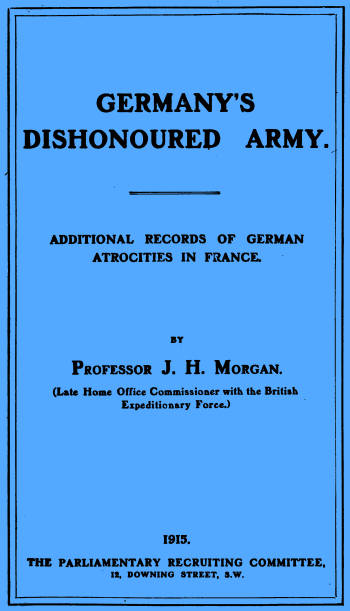 GERMANY'S
DISHONOURED ARMY.
ADDITIONAL RECORDS OF GERMAN
ATROCITIES IN FRANCE.
BY
PROFESSOR J. H. MORGAN.
(Late Home Office Commissioner with the British
Expeditionary Force.)
1915.
THE PARLIAMENTARY RECRUITING COMMITTEE,
12, DOWNING STREET, S.W.